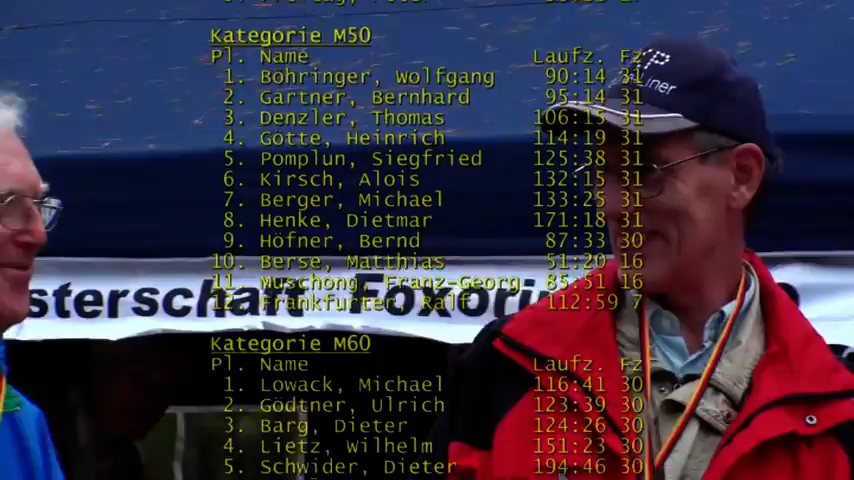 Kategorie M50
Pl. Name Laufz. Fz
1. Böhringer, Wolfgang 90:14 31
2. Gartner, Bernhard 95:14 31
3. Denzler, Thomas 106:15 31
4. Götte, Heinrich 114:19 31
5. Pomplun, Siegfried 125:38 31
6. Kirsch, Alois 132:15 31
7. Berger, Michael 133:25 31
8. Henke, Dietmar 171:18 31
9. Höfner, Bernd 87:33 30
10. Berse, Matthias 51:20 16
11. Muschong, Franz-Georg 85:51 16
12. Frankfurter, Ralf 112:59 7
Kategorie M60
Pl. Name Laufz. Fz
1. Lowack, Michael 116:41 30
2. Gödtner, Ulrich 123:39 30
3. Barg, Dieter 124:26 30
4. Lietz, Wilhelm 151:23 30
5. Schwider, Dieter 194:46 30
sterschaft Foxorin